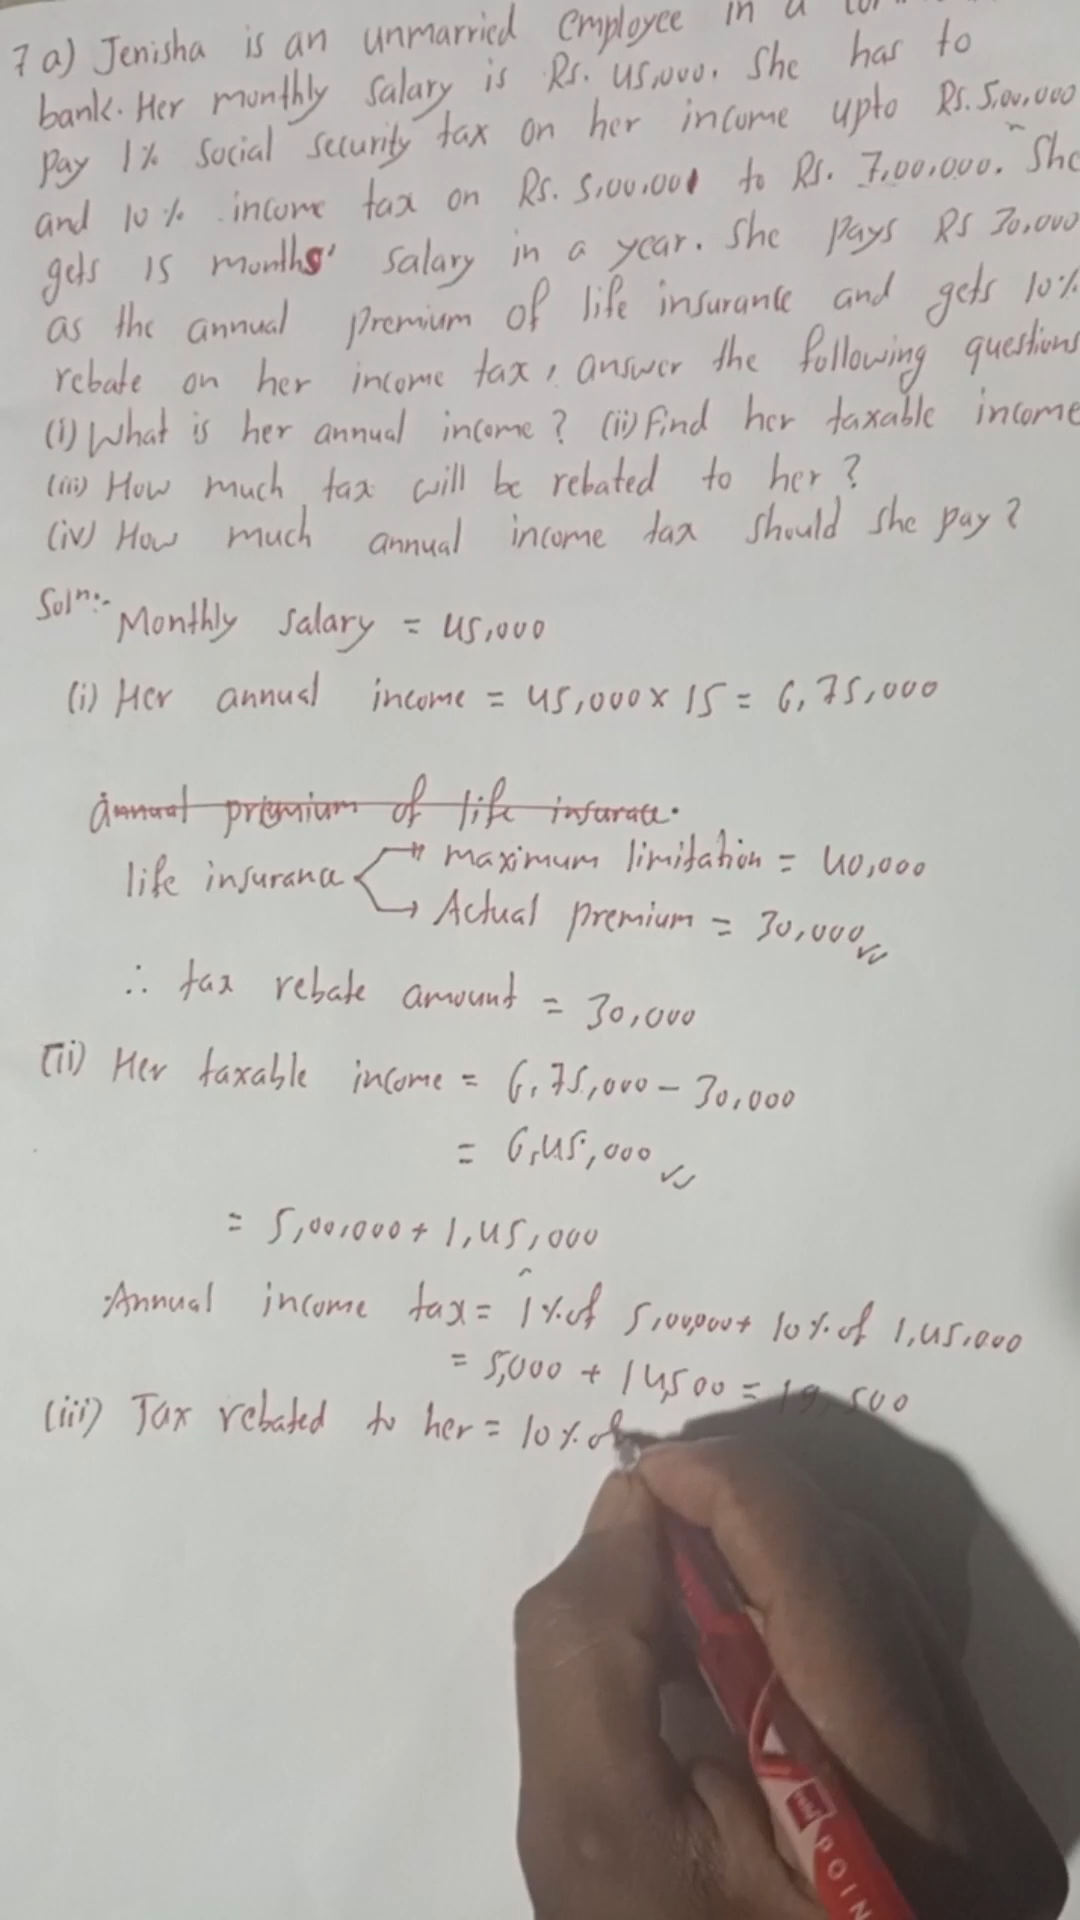 7 a) Jenisha is an unmarried employee in a
bank. Her monthly salary is Rs. 45,000. She has to
pay 1% social security tax on her income upto Rs. 5,00,000
and 10% income tax on Rs. 5,00,001 to Rs. 7,00,000. She
gets 15 months' salary in a year. She pays RS 30,000
as the annual premium of life insurance and gets 10%
rebate on her income tax, answer the following questions
(i) What is her annual income? (ii) find her taxable income
(iii) How much tax will be rebated to her?
(iv) How much annual income tax should she pay?
Solⁿ:-
Monthly salary = 45,000
(i) Her annual income = 45,000 x 15 = 6,75,000
annual premium of life insurace.
life insurance → maximum limitation = 40,000
→ Actual premium = 30,000
∴ tax rebate amount = 30,000
(ii) Her taxable income = 6,75,000 - 30,000
= 6,45,000
= 5,00,000 + 1,45,000
Annual income tax = 1% of 5,00,000 + 10% of 1,45,000
= 5,000 + 14,500 = 19,500
(iii) Tax rebated to her = 10% of
POIN